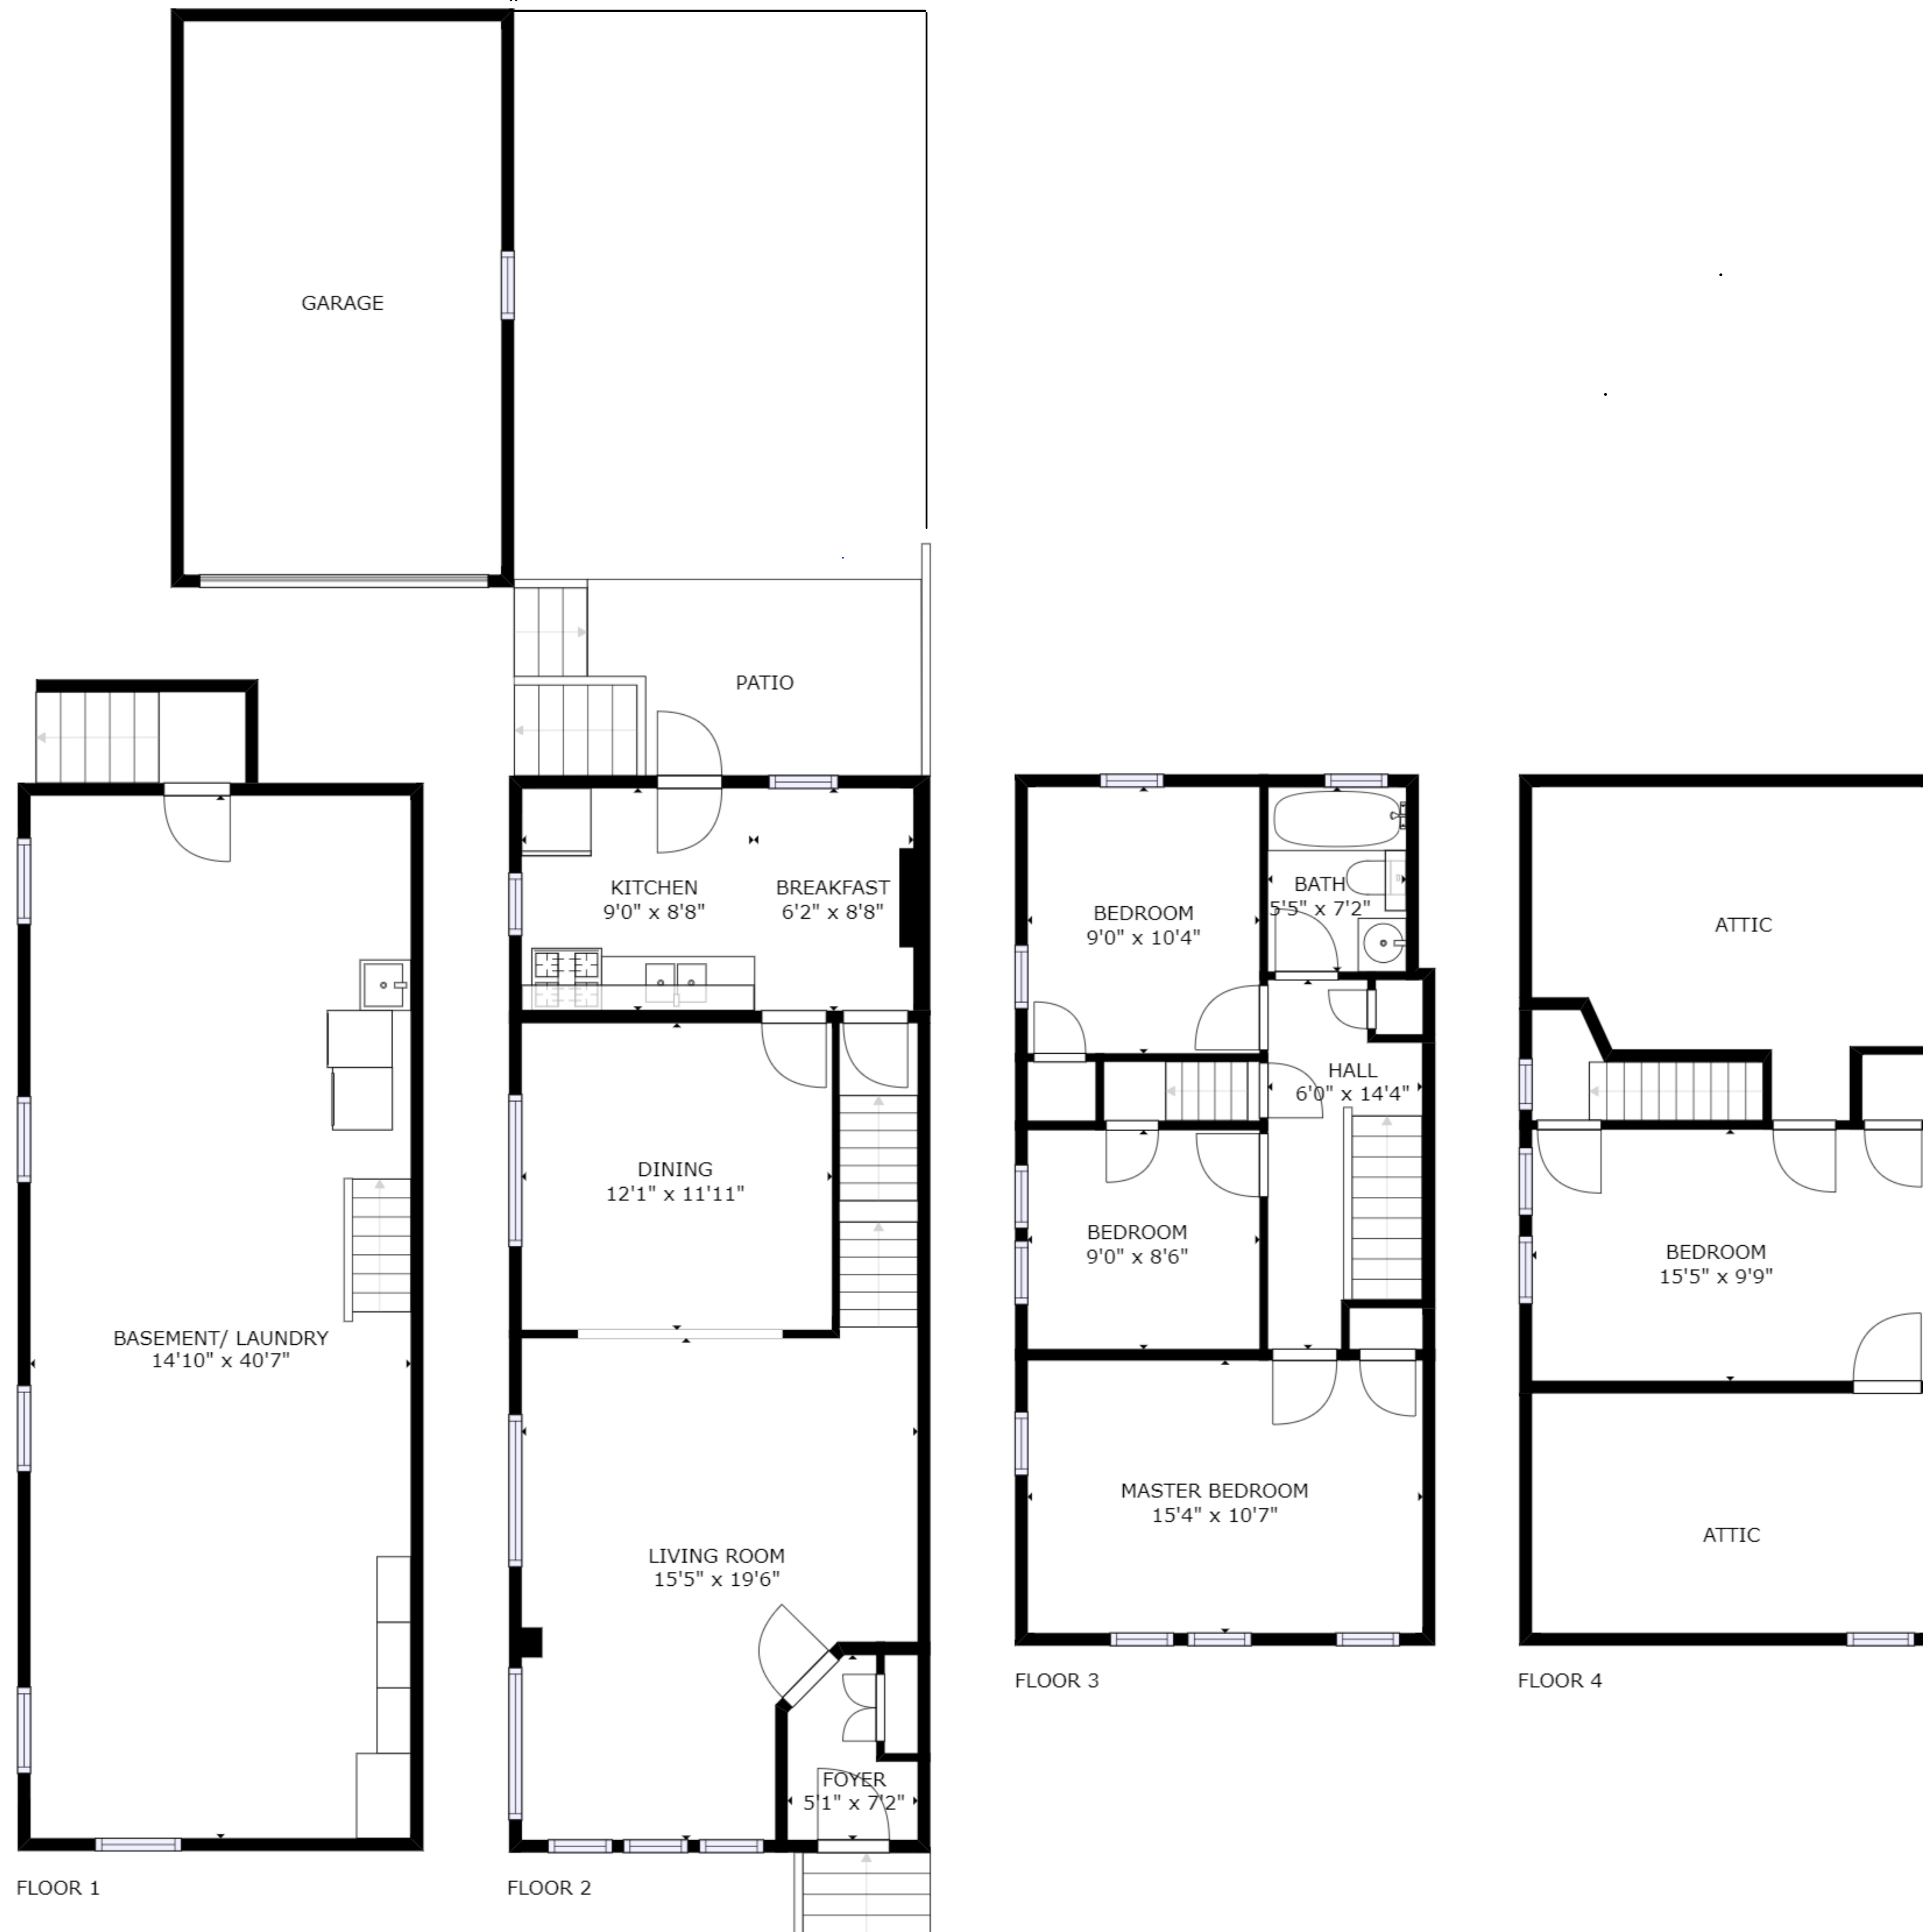 GARAGE
PATIO
BASEMENT/ LAUNDRY
14'10" x 40'7"
FLOOR 1
KITCHEN
9'0" x 8'8"
BREAKFAST
6'2" x 8'8"
DINING
12'1" x 11'11"
LIVING ROOM
15'5" x 19'6"
FOYER
5'1" x 7'2"
FLOOR 2
BEDROOM
9'0" x 10'4"
BATH
5'5" x 7'2"
HALL
6'0" x 14'4"
BEDROOM
9'0" x 8'6"
MASTER BEDROOM
15'4" x 10'7"
FLOOR 3
ATTIC
BEDROOM
15'5" x 9'9"
ATTIC
FLOOR 4